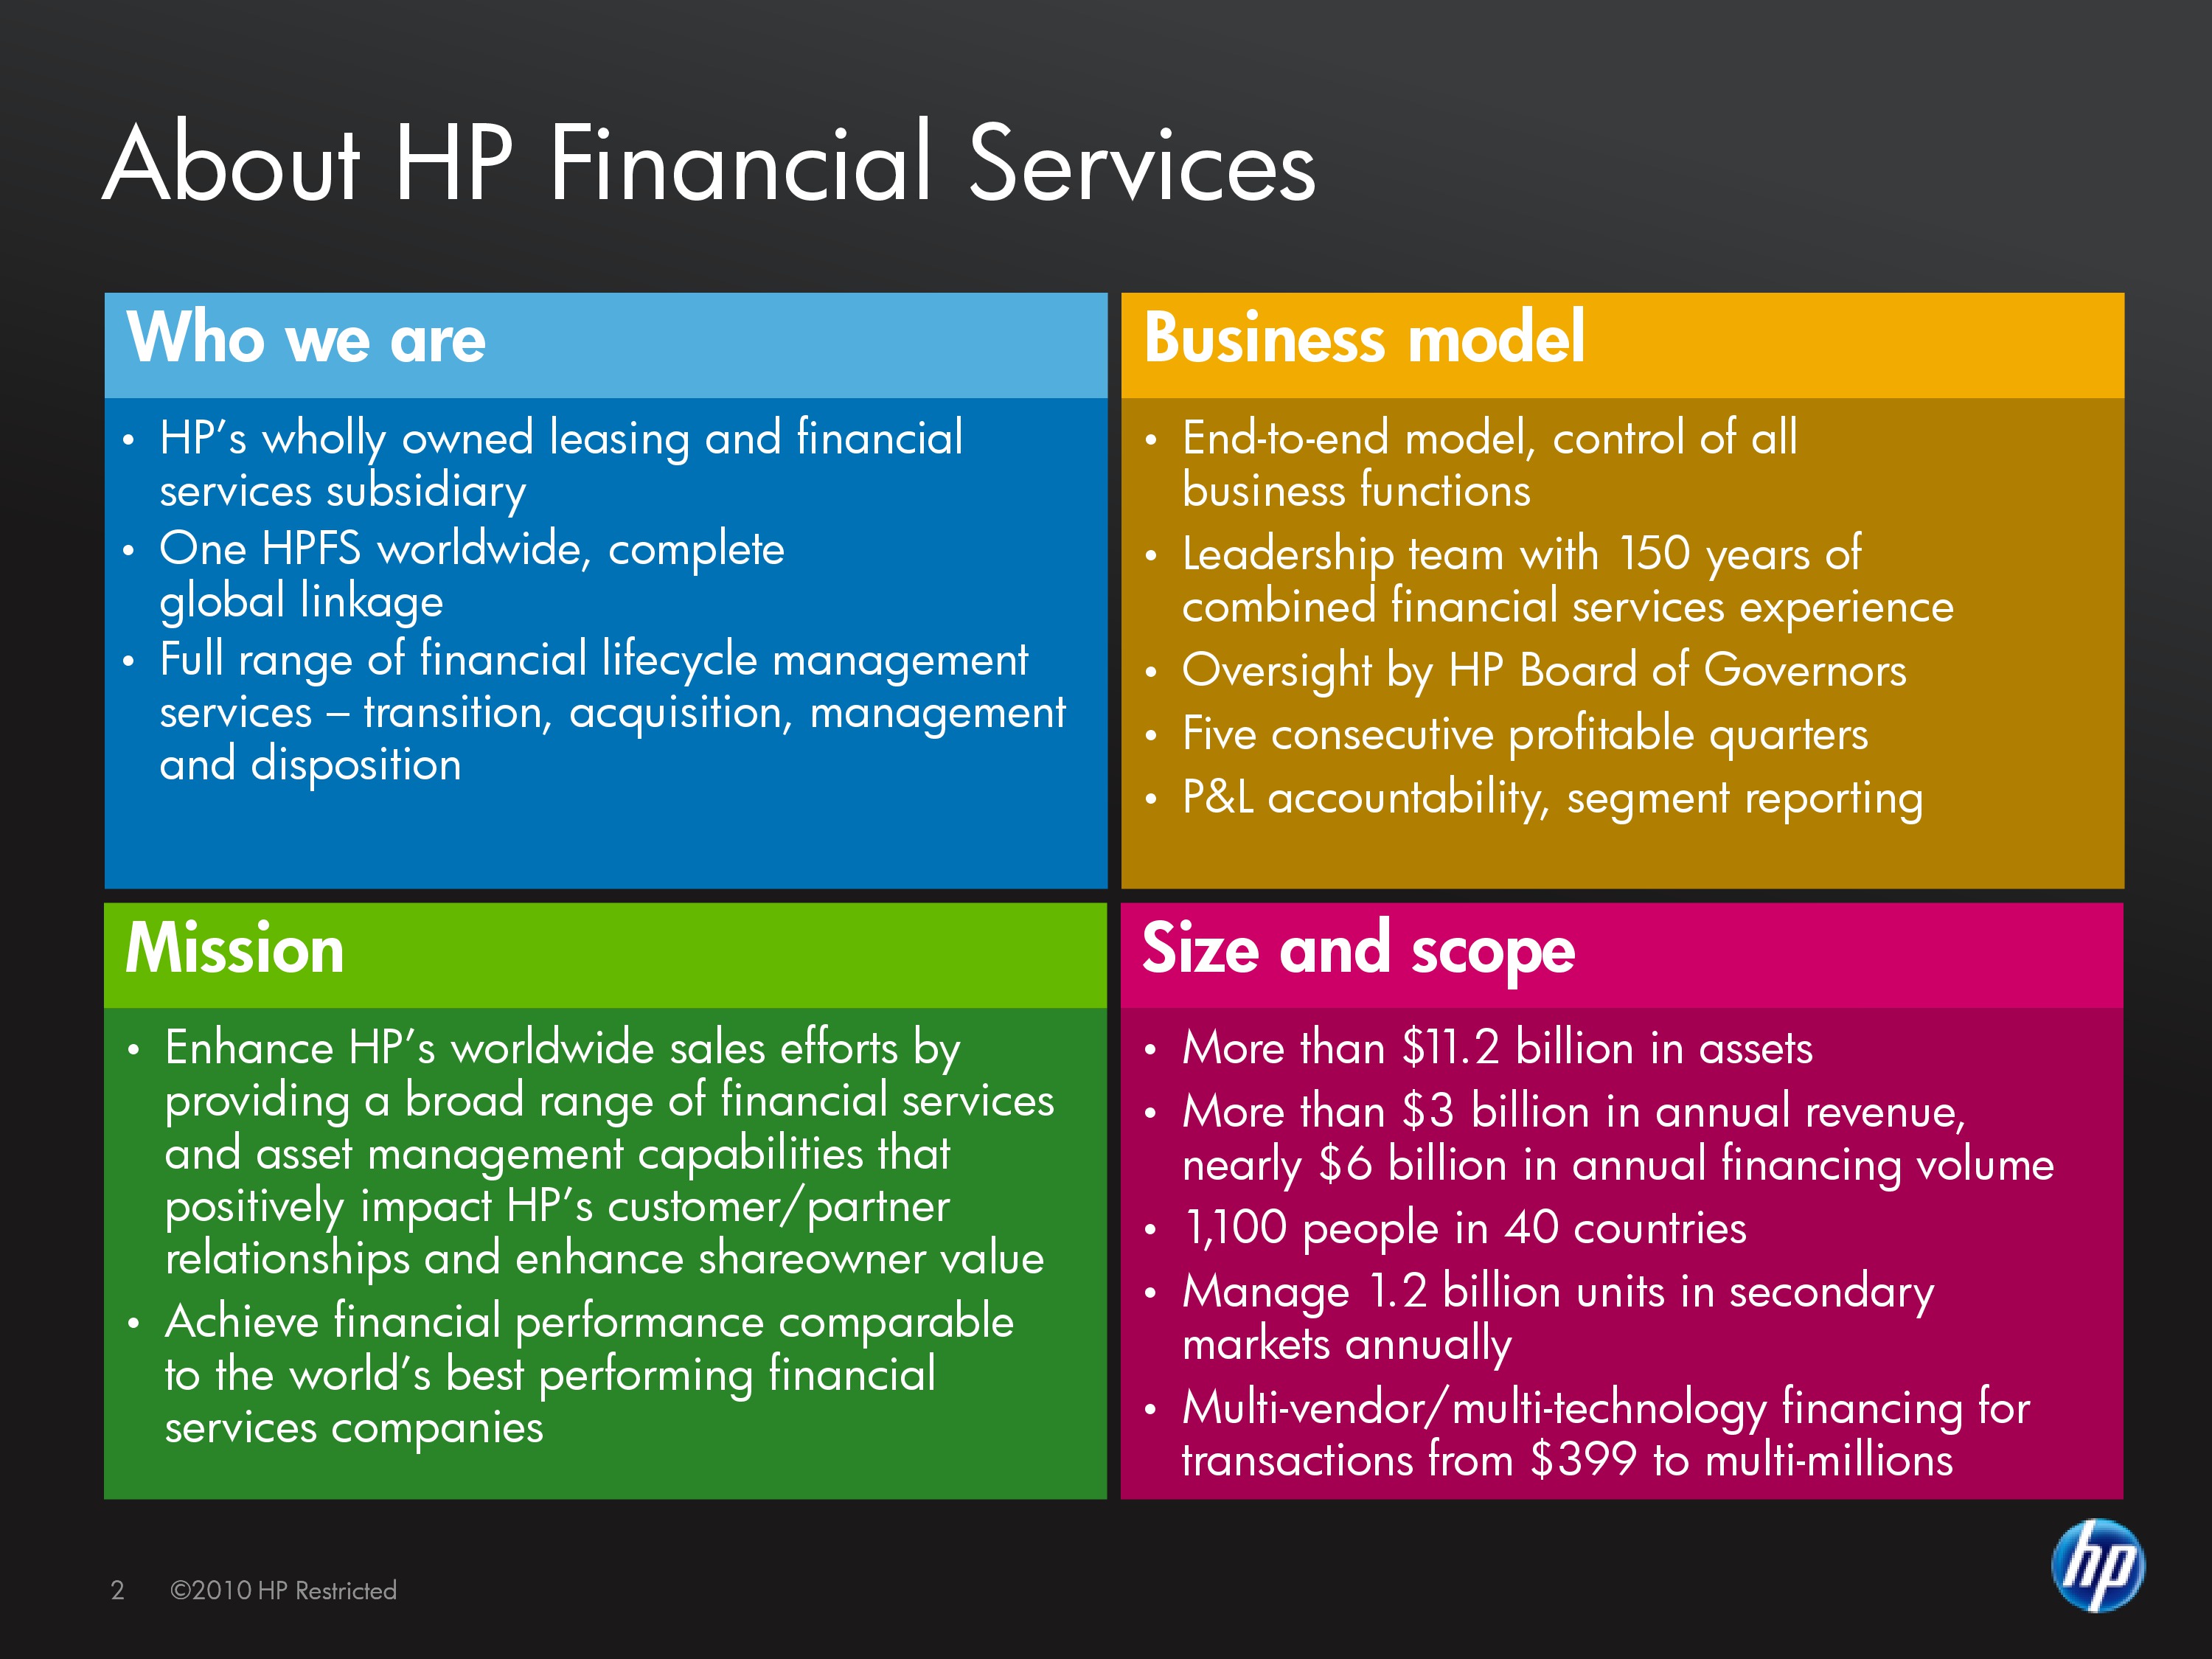 About HP Financial Services
Who we are
• HP’s wholly owned leasing and financial
services subsidiary
• One HPFS worldwide, complete
global linkage
• Full range of financial lifecycle management
services – transition, acquisition, management
and disposition
Business model
• End-to-end model, control of all
business functions
• Leadership team with 150 years of
combined financial services experience
• Oversight by HP Board of Governors
• Five consecutive profitable quarters
• P&L accountability, segment reporting
Mission
• Enhance HP’s worldwide sales efforts by
providing a broad range of financial services
and asset management capabilities that
positively impact HP’s customer/partner
relationships and enhance shareowner value
• Achieve financial performance comparable
to the world’s best performing financial
services companies
Size and scope
• More than $11.2 billion in assets
• More than $3 billion in annual revenue,
nearly $6 billion in annual financing volume
• 1,100 people in 40 countries
• Manage 1.2 billion units in secondary
markets annually
• Multi-vendor/multi-technology financing for
transactions from $399 to multi-millions
2 ©2010 HP Restricted
hp